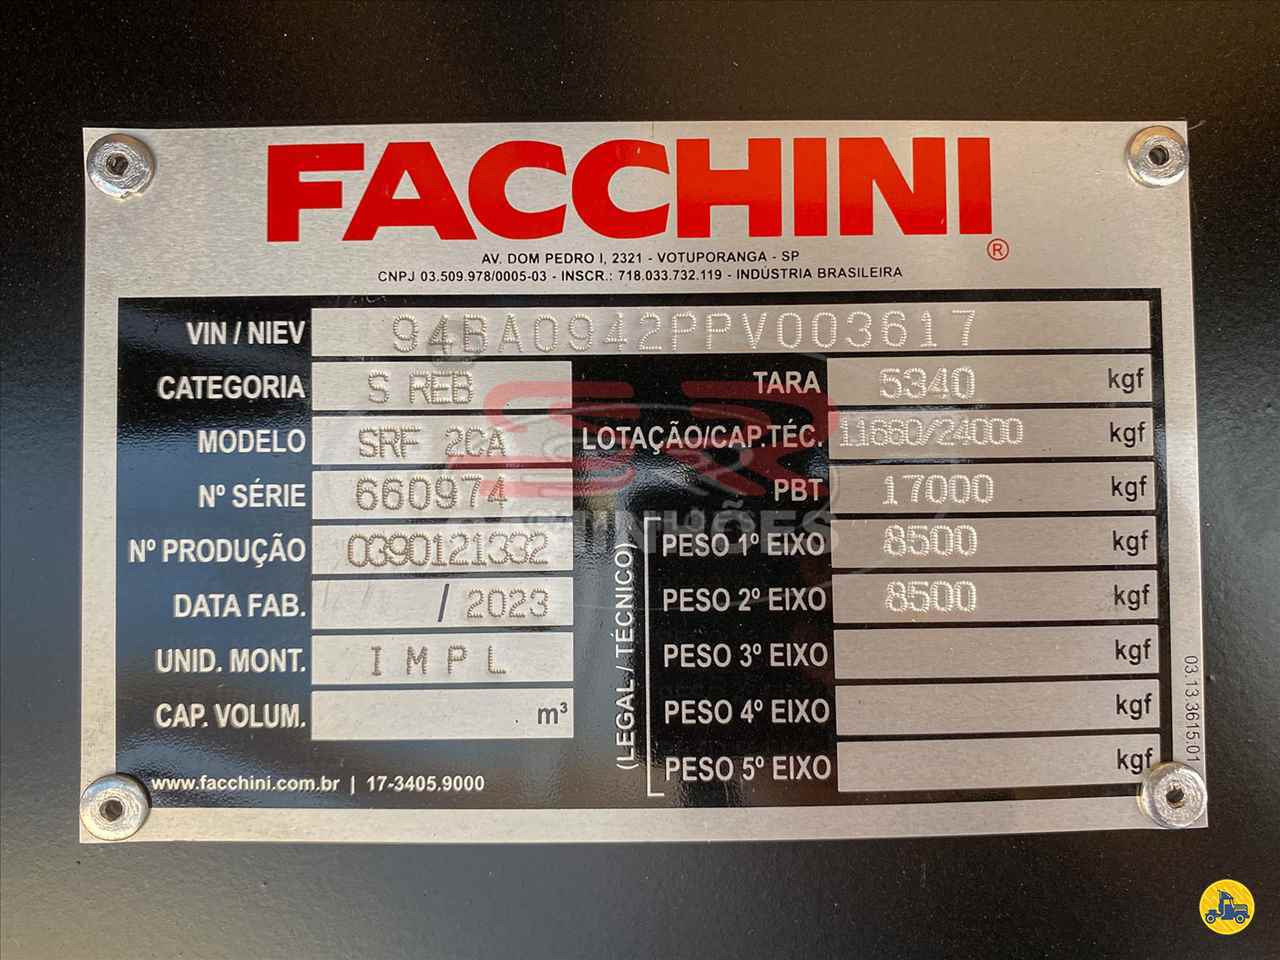 FACCHINI
®
AV. DOM PEDRO I, 2321 - VOTUPORANGA - SP
CNPJ 03.509.978/0005-03 - INSCR.: 718.033.732.119 - INDÚSTRIA BRASILEIRA
VIN / NIEV 94BA0942PPV003617
CATEGORIA S REB
MODELO SRF 2CA
Nº SÉRIE 660974
Nº PRODUÇÃO 0390121332
DATA FAB. / 2023
UNID. MONT. IMPL
CAP. VOLUM. m³
TARA 5340 kgf
LOTAÇÃO/CAP.TÉC. 11660/24000 kgf
PBT 17000 kgf
(LEGAL / TÉCNICO)
PESO 1º EIXO 8500 kgf
PESO 2º EIXO 8500 kgf
PESO 3º EIXO kgf
PESO 4º EIXO kgf
PESO 5º EIXO kgf
www.facchini.com.br | 17-3405.9000
03.13.3615.01
SR
CAMINHÕES